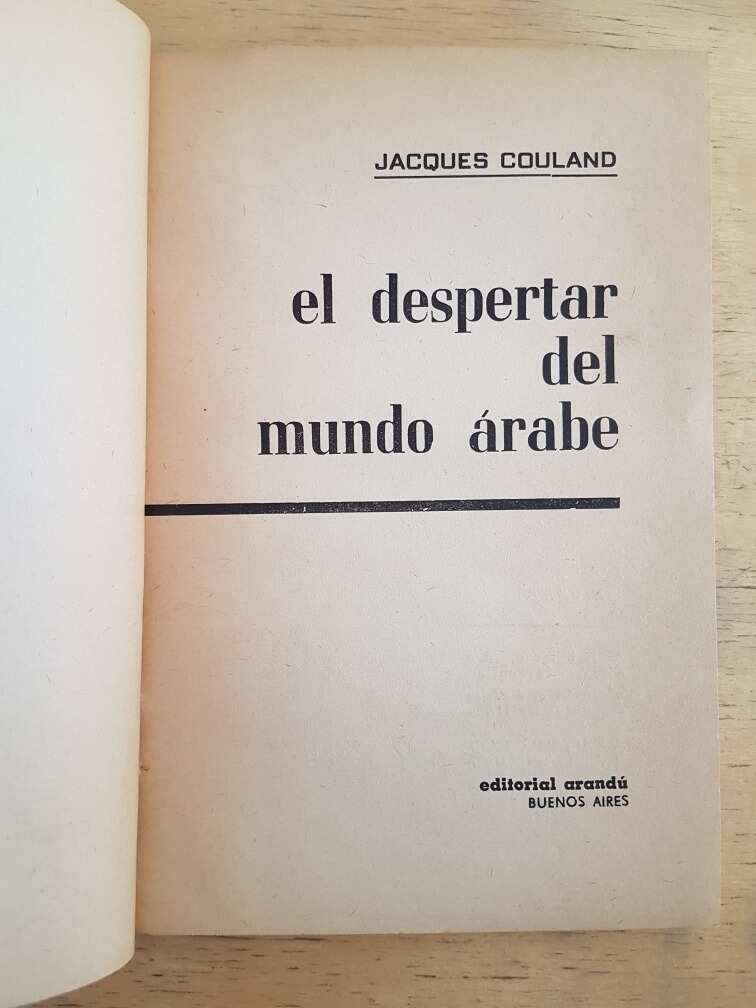 JACQUES COULAND
el despertar
del
mundo árabe
editorial arandú
BUENOS AIRES